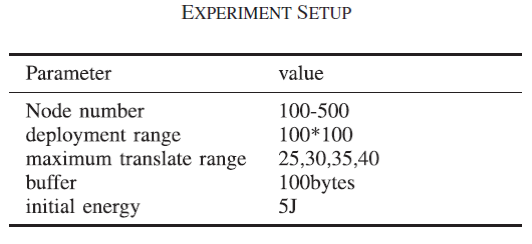 EXPERIMENT SETUP
Parameter value
Node number 100-500
deployment range 100*100
maximum translate range 25,30,35,40
buffer 100bytes
initial energy 5J